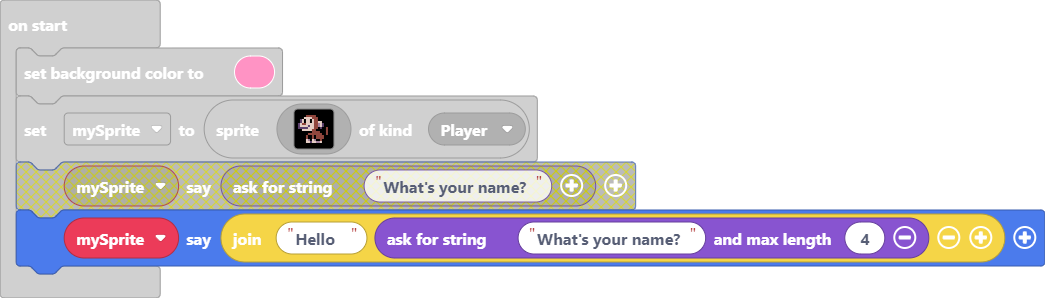 on start
set background color to
set mySprite to sprite of kind Player
mySprite say ask for string "What's your name?"
mySprite say join "Hello " ask for string "What's your name? " and max length 4